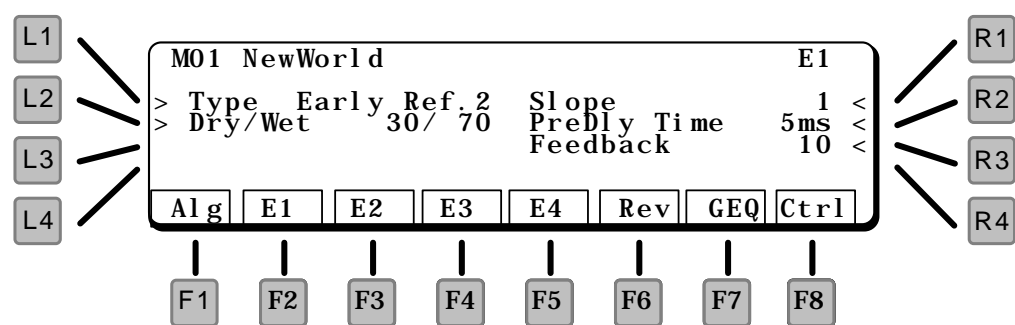 L1
L2
L3
L4
M01 NewWorld E1
> Type Early Ref.2 Slope 1 <
> Dry/Wet 30/ 70 PreDly Time 5ms <
Feedback 10 <
Alg E1 E2 E3 E4 Rev GEQ Ctrl
R1
R2
R3
R4
F1 F2 F3 F4 F5 F6 F7 F8